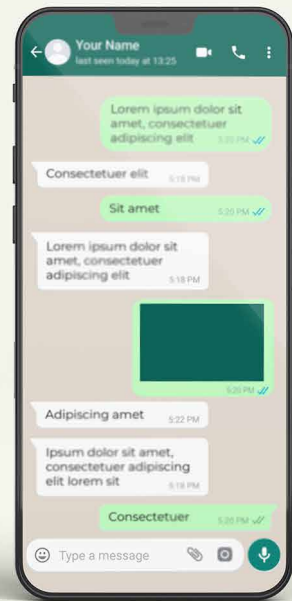 Your Name
last seen today at 13:25
Lorem ipsum dolor sit
amet, consectetuer
adipiscing elit 5:20 PM
Consectetuer elit 5:18 PM
Sit amet 5:20 PM
Lorem ipsum dolor sit
amet, consectetuer
adipiscing elit 5:18 PM
5:20 PM
Adipiscing amet 5:22 PM
Ipsum dolor sit amet,
consectetuer adipiscing
elit lorem sit 5:18 PM
Consectetuer 5:20 PM
Type a message